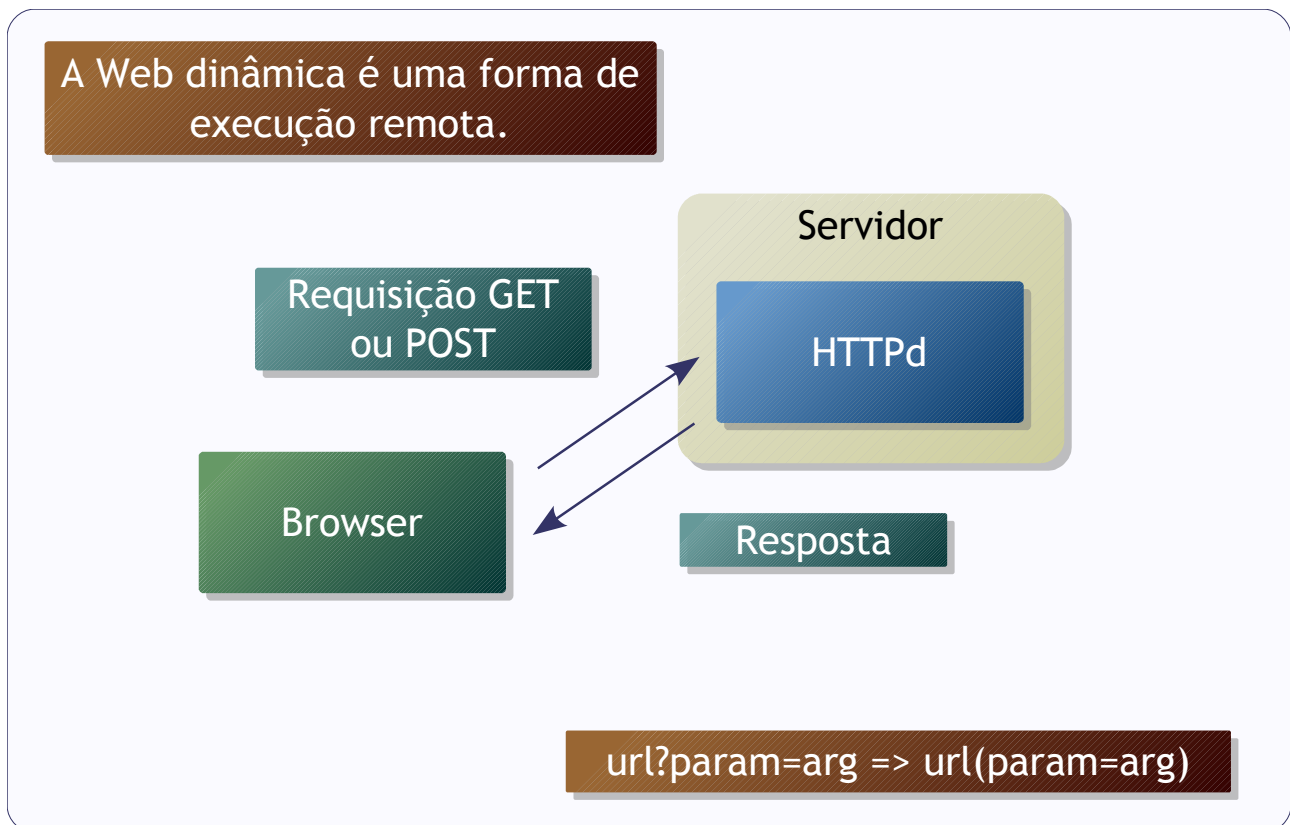 A Web dinâmica é uma forma de
execução remota.
Servidor
Requisição GET
ou POST
HTTPd
Browser
Resposta
url?param=arg => url(param=arg)